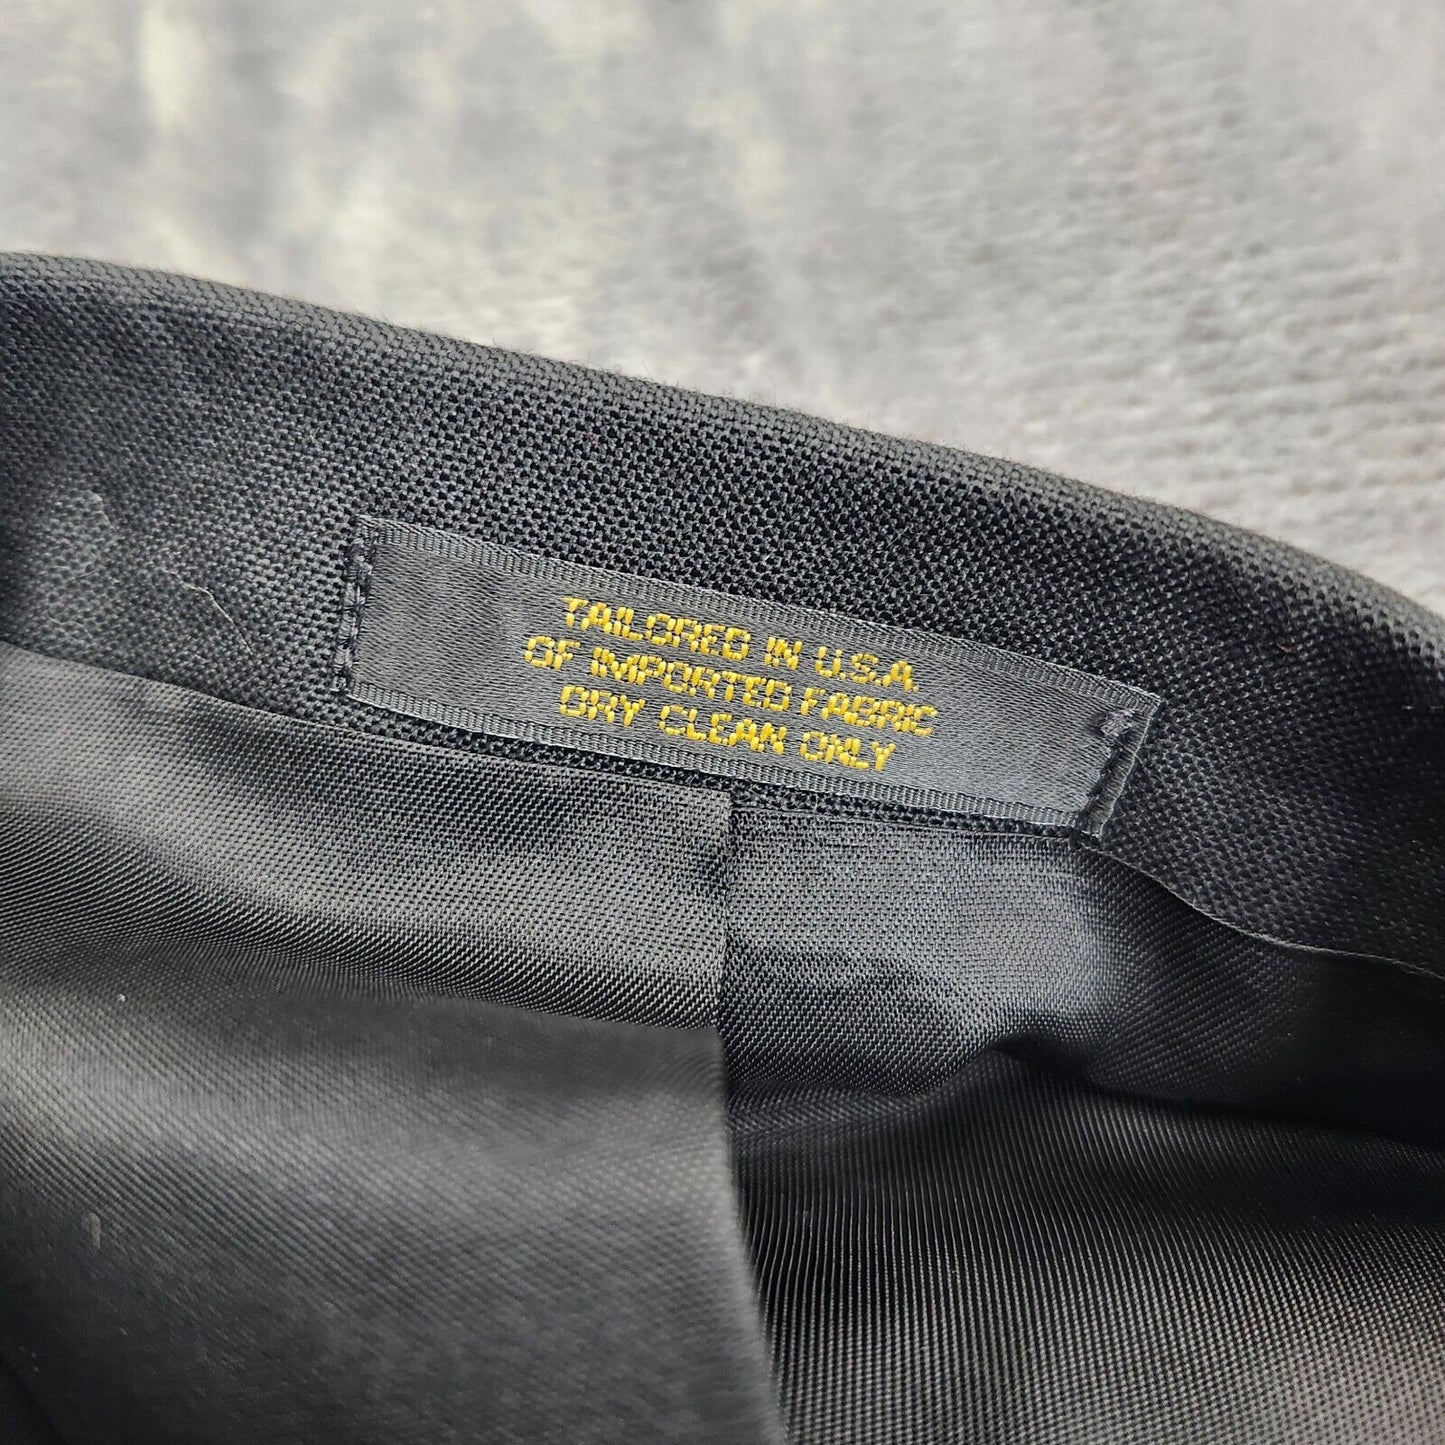 TAILORED IN U.S.A.
OF IMPORTED FABRIC
DRY CLEAN ONLY